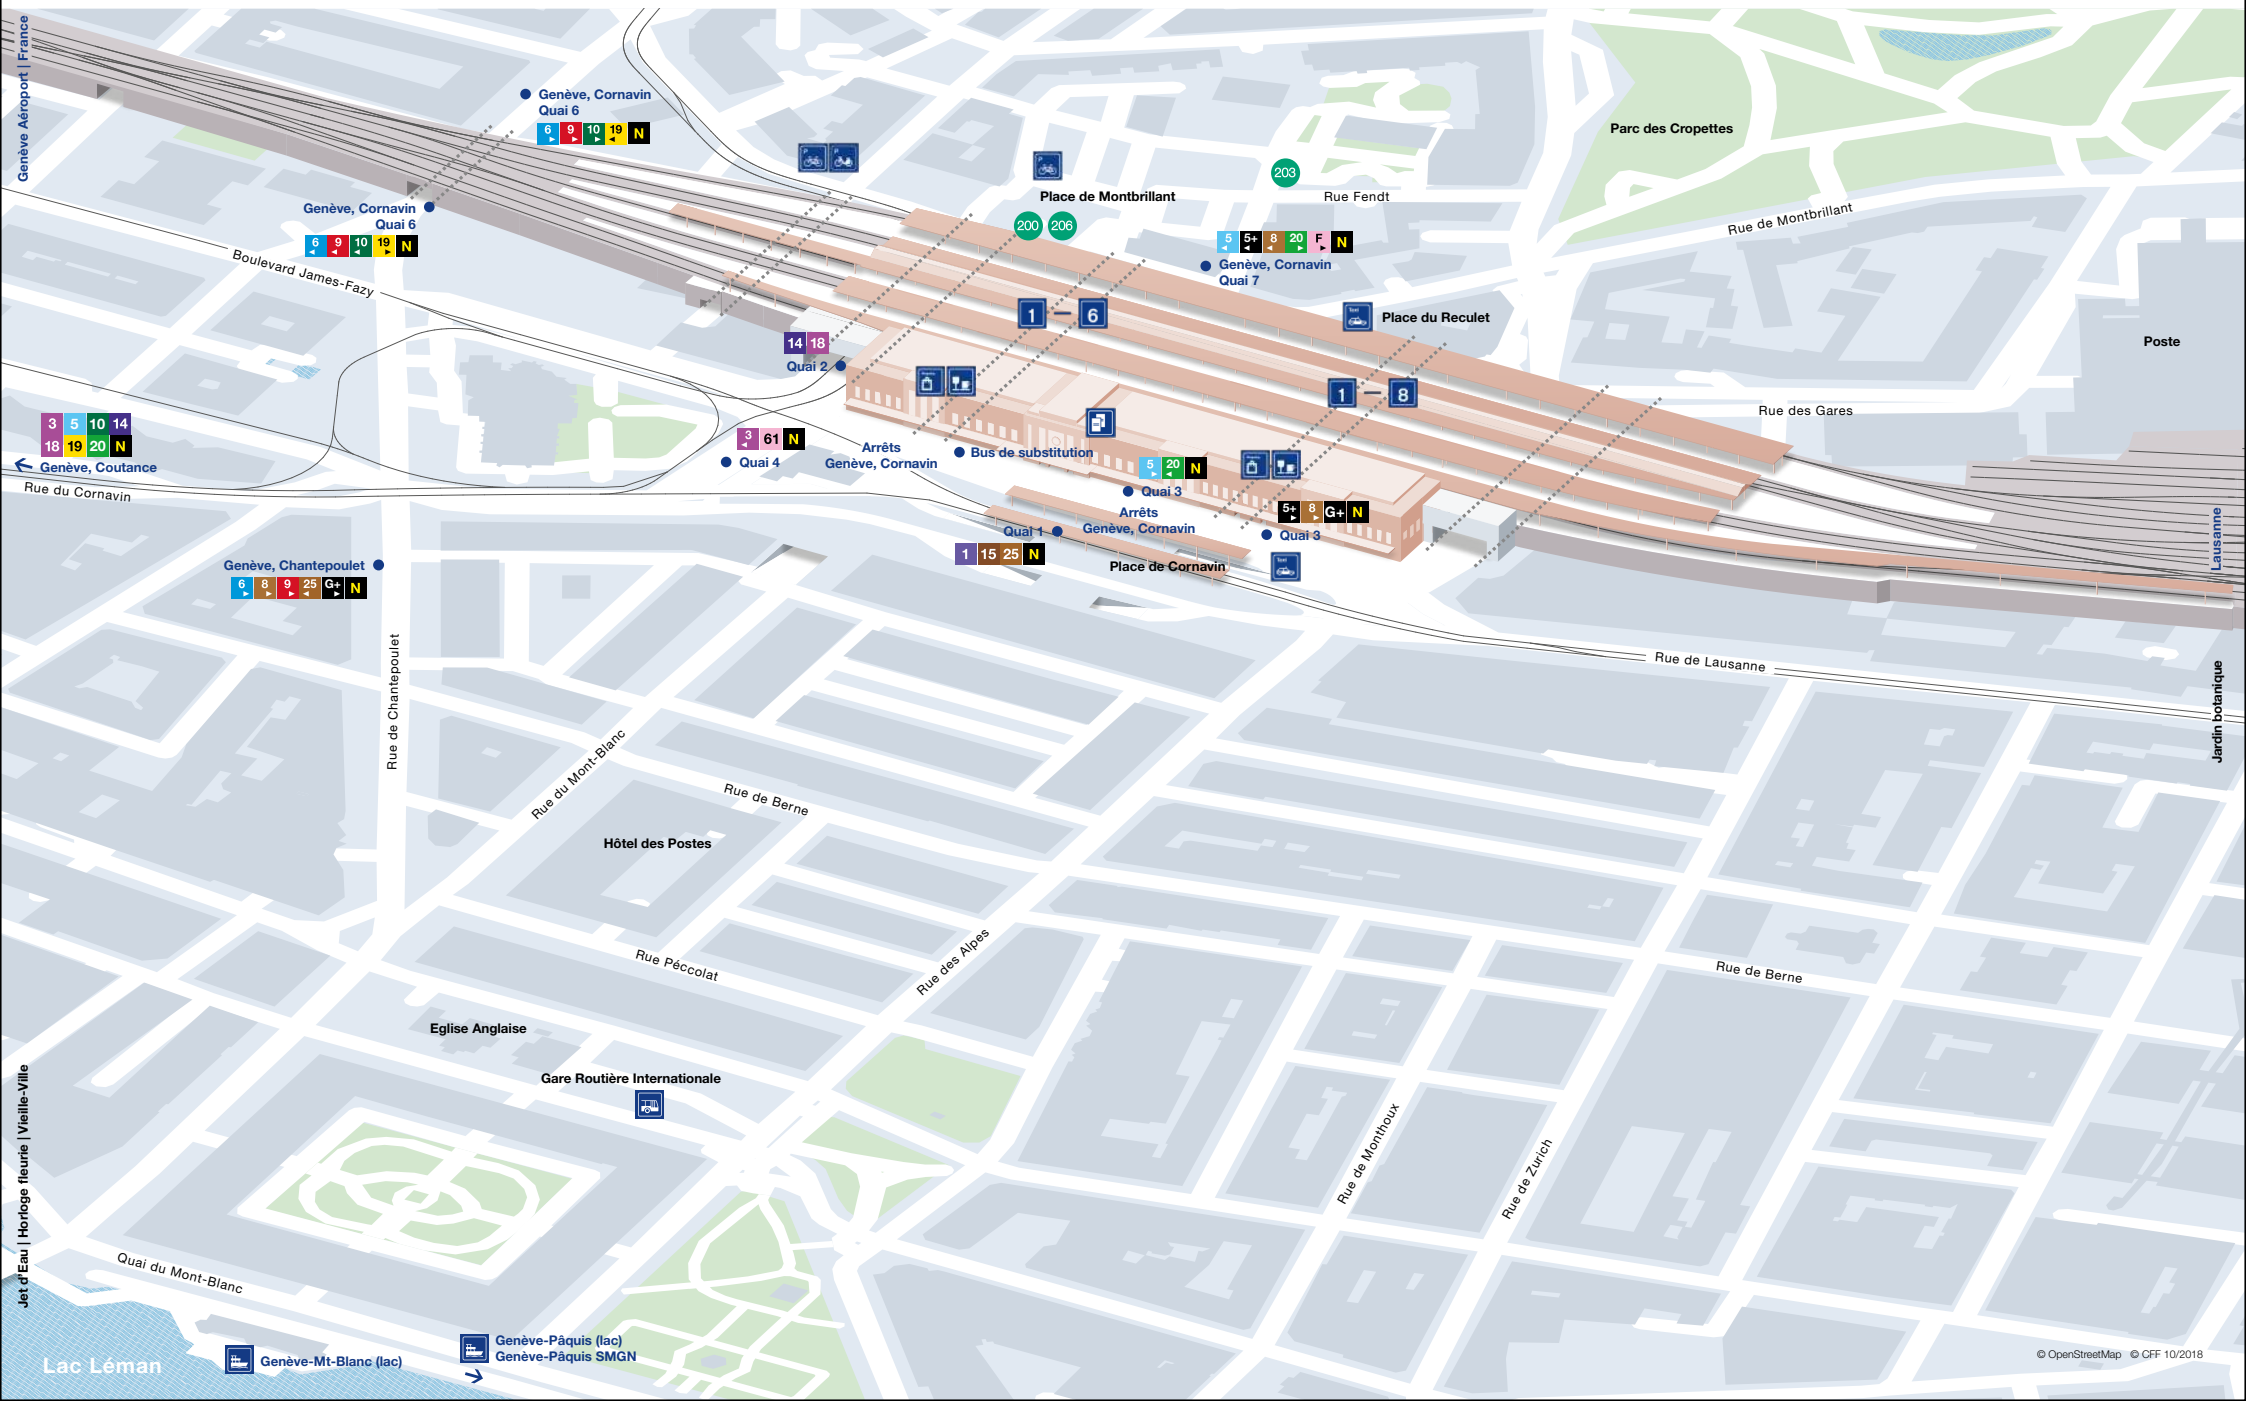 Genève Aéroport | France
Genève, Cornavin
Quai 6
6 9 10 19 N
Parc des Cropettes
203
Place de Montbrillant
Rue Fendt
Genève, Cornavin
Quai 6
6 9 10 19 N
200 206
Rue de Montbrillant
5 5+ 8 20 F N
Genève, Cornavin
Quai 7
Boulevard James-Fazy
1 – 6
Taxi
Place du Reculet
Poste
14 18
Quai 2
1 – 8
Rue des Gares
3 5 10 14
18 19 20 N
Genève, Coutance
Rue du Cornavin
3 61 N
Quai 4
Arrêts
Genève, Cornavin
Bus de substitution
5 20 N
Quai 3
Arrêts
Genève, Cornavin
5+ 8 G+ N
Quai 3
Quai 1
1 15 25 N
Place de Cornavin
Taxi
Lausanne
Genève, Chantepoulet
6 8 9 25 G+ N
Rue de Chantepoulet
Rue de Lausanne
Jardin botanique
Rue du Mont-Blanc
Rue de Berne
Hôtel des Postes
Rue Péccolat
Rue des Alpes
Rue de Berne
Eglise Anglaise
Gare Routière Internationale
Rue de Monthoux
Rue de Zurich
Jet d'Eau | Horloge fleurie | Vieille-Ville
Quai du Mont-Blanc
Lac Léman
Genève-Mt-Blanc (lac)
Genève-Pâquis (lac)
Genève-Pâquis SMGN
© OpenStreetMap © CFF 10/2018